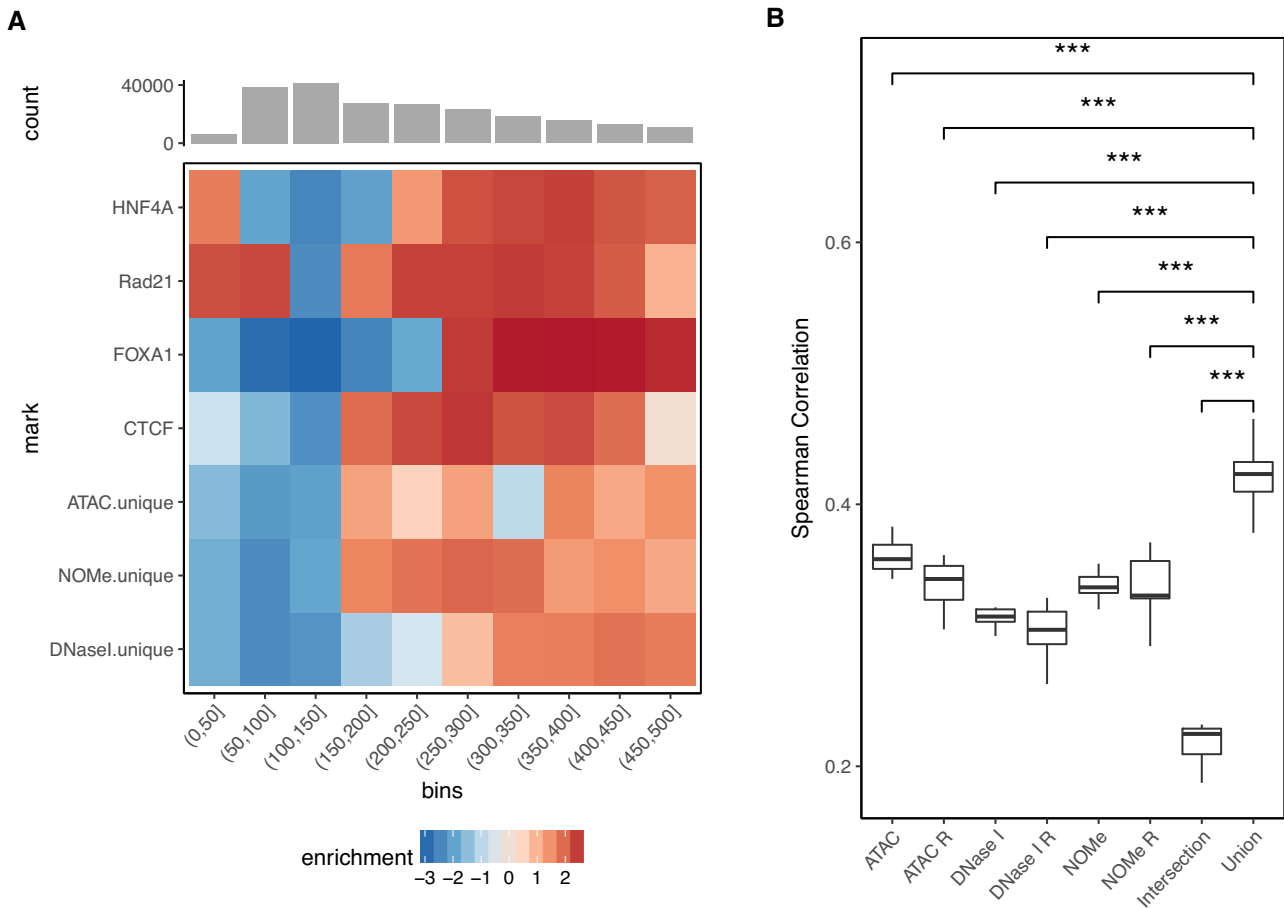 A
count
40000
0
mark
HNF4A
Rad21
FOXA1
CTCF
ATAC.unique
NOMe.unique
DNaseI.unique
(0,50]
(50,100]
(100,150]
(150,200]
(200,250]
(250,300]
(300,350]
(350,400]
(400,450]
(450,500]
bins
enrichment
−3 −2 −1 0 1 2
B
***
***
***
***
***
***
***
Spearman Correlation
0.6
0.4
0.2
ATAC
ATAC R
DNase I
DNase I R
NOMe
NOMe R
Intersection
Union